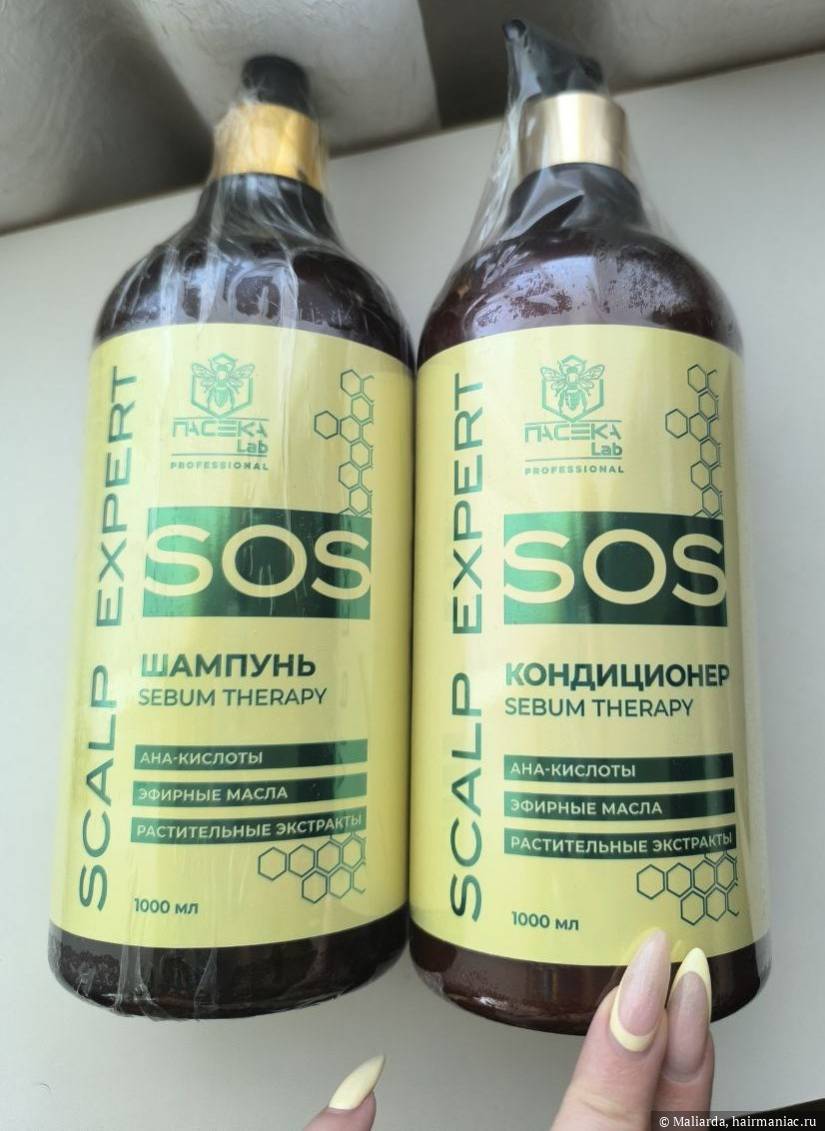 ПАСЕКА
Lab
PROFESSIONAL
SCALP EXPERT
SOS
ШАМПУНЬ
SEBUM THERAPY
АНА-КИСЛОТЫ
ЭФИРНЫЕ МАСЛА
РАСТИТЕЛЬНЫЕ ЭКСТРАКТЫ
1000 МЛ
ПАСЕКА
Lab
PROFESSIONAL
SCALP EXPERT
SOS
КОНДИЦИОНЕР
SEBUM THERAPY
АНА-КИСЛОТЫ
ЭФИРНЫЕ МАСЛА
РАСТИТЕЛЬНЫЕ ЭКСТРАКТЫ
1000 МЛ
© Maliarda, hairmaniac.ru